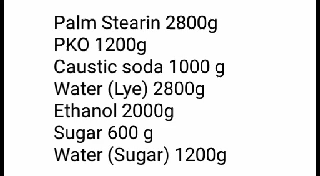 Palm Stearin 2800g
PKO 1200g
Caustic soda 1000 g
Water (Lye) 2800g
Ethanol 2000g
Sugar 600 g
Water (Sugar) 1200g